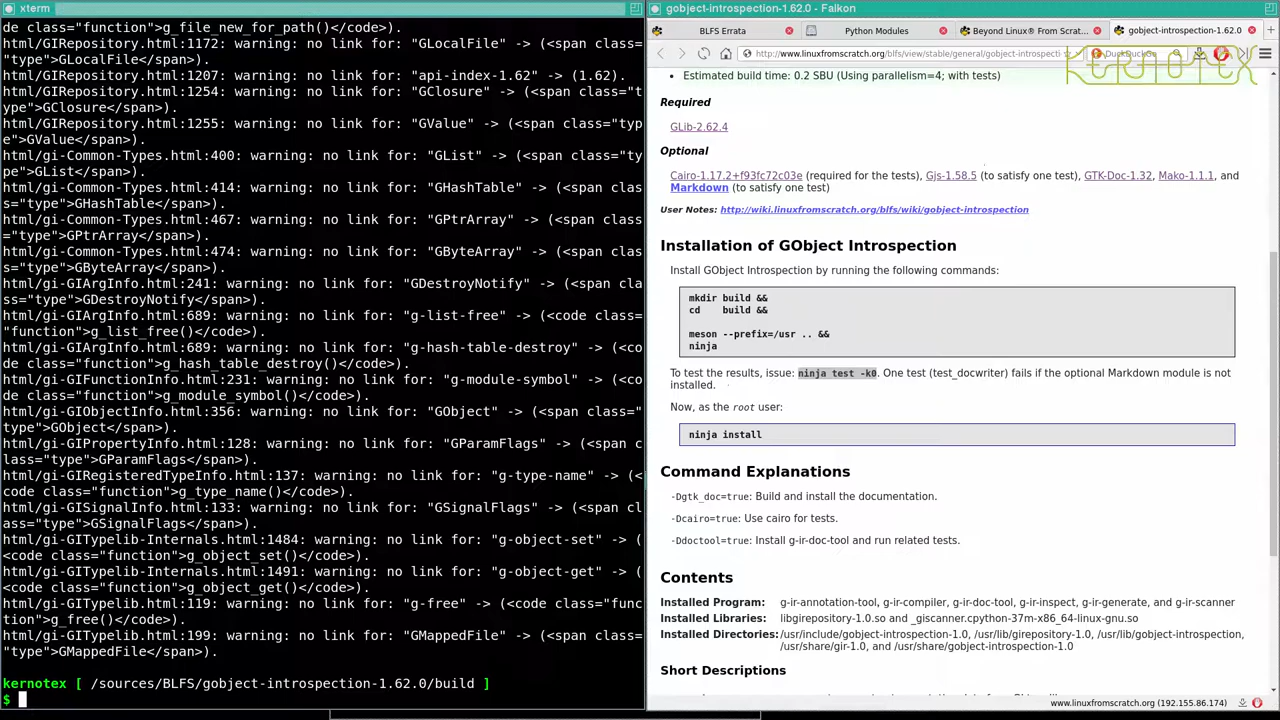 xterm
de class="function">g_file_new_for_path()</code>).
html/GIRepository.html:1172: warning: no link for: "GLocalFile" -> (<span class=
"type">GLocalFile</span>).
html/GIRepository.html:1207: warning: no link for: "api-index-1.62" -> (1.62).
html/GIRepository.html:1254: warning: no link for: "GClosure" -> (<span class="t
ype">GClosure</span>).
html/GIRepository.html:1255: warning: no link for: "GValue" -> (<span class="typ
e">GValue</span>).
html/gi-Common-Types.html:400: warning: no link for: "GList" -> (<span class="ty
pe">GList</span>).
html/gi-Common-Types.html:414: warning: no link for: "GHashTable" -> (<span clas
s="type">GHashTable</span>).
html/gi-Common-Types.html:467: warning: no link for: "GPtrArray" -> (<span class
="type">GPtrArray</span>).
html/gi-Common-Types.html:474: warning: no link for: "GByteArray" -> (<span clas
s="type">GByteArray</span>).
html/gi-GIArgInfo.html:241: warning: no link for: "GDestroyNotify" -> (<span cla
ss="type">GDestroyNotify</span>).
html/gi-GIArgInfo.html:689: warning: no link for: "g-list-free" -> (<code class=
"function">g_list_free()</code>).
html/gi-GIArgInfo.html:689: warning: no link for: "g-hash-table-destroy" -> (<co
de class="function">g_hash_table_destroy()</code>).
html/gi-GIFunctionInfo.html:231: warning: no link for: "g-module-symbol" -> (<co
de class="function">g_module_symbol()</code>).
html/gi-GIObjectInfo.html:356: warning: no link for: "GObject" -> (<span class="
type">GObject</span>).
html/gi-GIPropertyInfo.html:128: warning: no link for: "GParamFlags" -> (<span c
lass="type">GParamFlags</span>).
html/gi-GIRegisteredTypeInfo.html:137: warning: no link for: "g-type-name" -> (<
code class="function">g_type_name()</code>).
html/gi-GISignalInfo.html:133: warning: no link for: "GSignalFlags" -> (<span cl
ass="type">GSignalFlags</span>).
html/gi-GITypelib-Internals.html:1484: warning: no link for: "g-object-set" -> (
<code class="function">g_object_set()</code>).
html/gi-GITypelib-Internals.html:1491: warning: no link for: "g-object-get" -> (
<code class="function">g_object_get()</code>).
html/gi-GITypelib.html:119: warning: no link for: "g-free" -> (<code class="func
tion">g_free()</code>).
html/gi-GITypelib.html:199: warning: no link for: "GMappedFile" -> (<span class=
"type">GMappedFile</span>).
kernotex [ /sources/BLFS/gobject-introspection-1.62.0/build ]
$
gobject-introspection-1.62.0 - Falkon
BLFS Errata
Python Modules
Beyond Linux® From Scrat...
gobject-introspection-1.62.0
http://www.linuxfromscratch.org/blfs/view/stable/general/gobject-introspecti
DuckDuckGo
KERNOTEX
• Estimated build time: 0.2 SBU (Using parallelism=4; with tests)
Required
GLib-2.62.4
Optional
Cairo-1.17.2+f93fc72c03e (required for the tests), Gjs-1.58.5 (to satisfy one test), GTK-Doc-1.32, Mako-1.1.1, and
Markdown (to satisfy one test)
User Notes: http://wiki.linuxfromscratch.org/blfs/wiki/gobject-introspection
Installation of GObject Introspection
Install GObject Introspection by running the following commands:
mkdir build &&
cd    build &&
meson --prefix=/usr .. &&
ninja
To test the results, issue: ninja test -k0. One test (test_docwriter) fails if the optional Markdown module is not
installed.
Now, as the root user:
ninja install
Command Explanations
-Dgtk_doc=true: Build and install the documentation.
-Dcairo=true: Use cairo for tests.
-Ddoctool=true: Install g-ir-doc-tool and run related tests.
Contents
Installed Program: g-ir-annotation-tool, g-ir-compiler, g-ir-doc-tool, g-ir-inspect, g-ir-generate, and g-ir-scanner
Installed Libraries: libgirepository-1.0.so and _giscanner.cpython-37m-x86_64-linux-gnu.so
Installed Directories: /usr/include/gobject-introspection-1.0, /usr/lib/girepository-1.0, /usr/lib/gobject-introspection,
/usr/share/gir-1.0, and /usr/share/gobject-introspection-1.0
Short Descriptions
www.linuxfromscratch.org (192.155.86.174)